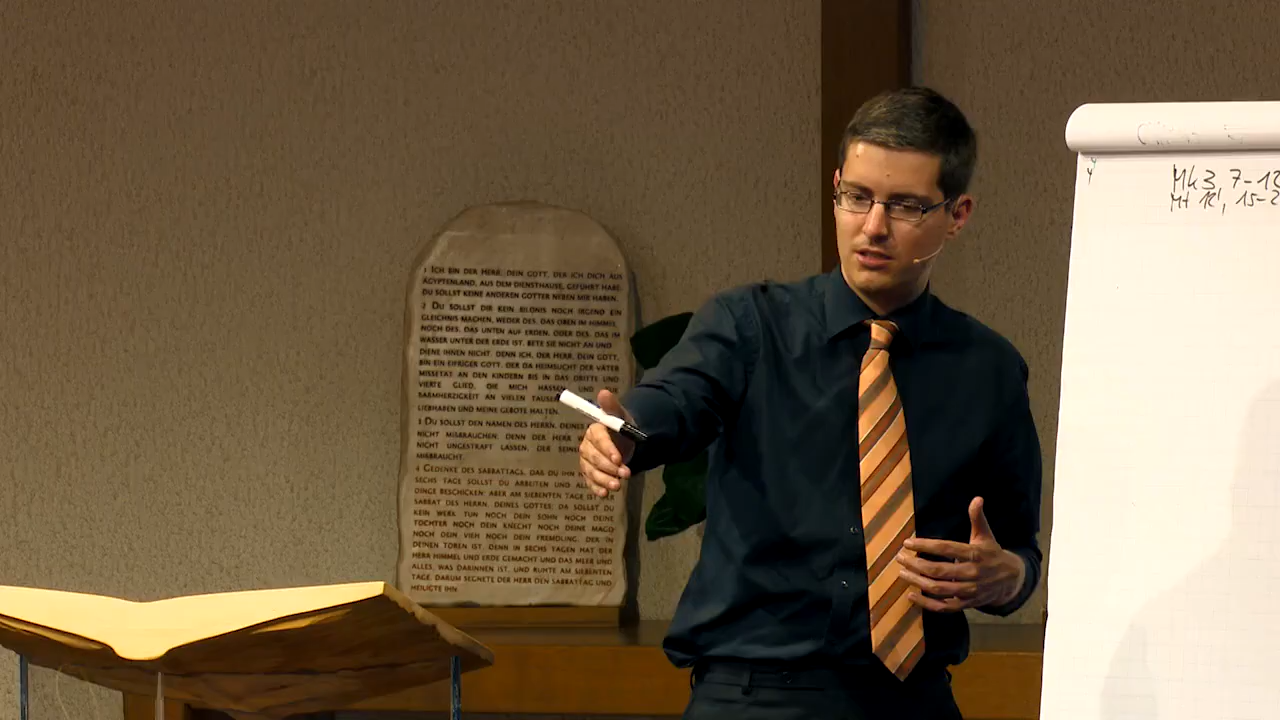 1 ICH BIN DER HERR, DEIN GOTT, DER ICH DICH AUS
ÄGYPTENLAND, AUS DEM DIENSTHAUSE, GEFÜHRT HABE.
DU SOLLST KEINE ANDEREN GÖTTER NEBEN MIR HABEN.
2 DU SOLLST DIR KEIN BILDNIS NOCH IRGEND EIN
GLEICHNIS MACHEN, WEDER DES, DAS OBEN IM HIMMEL,
NOCH DES, DAS UNTEN AUF ERDEN, ODER DES, DAS IM
WASSER UNTER DER ERDE IST. BETE SIE NICHT AN UND
DIENE IHNEN NICHT. DENN ICH, DER HERR, DEIN GOTT,
BIN EIN EIFRIGER GOTT, DER DA HEIMSUCHT DER VÄTER
MISSETAT AN DEN KINDERN BIS IN DAS DRITTE UND
VIERTE GLIED, DIE MICH HASSEN UND
BARMHERZIGKEIT AN VIELEN TAUSEN
LIEBHABEN UND MEINE GEBOTE HALTEN.
3 DU SOLLST DEN NAMEN DES HERRN, DEINES
NICHT MISSBRAUCHEN, DENN DER HERR
NICHT UNGESTRAFT LASSEN, DER SEINE
MISSBRAUCHT.
4 GEDENKE DES SABBATTAGS, DAS DU IHN
SECHS TAGE SOLLST DU ARBEITEN UND AL
DINGE BESCHICKEN; ABER AM SIEBENTEN TAGE IST DER
SABBAT DES HERRN, DEINES GOTTES; DA SOLLST DU
KEIN WERK TUN NOCH DEIN SOHN NOCH DEINE
TOCHTER NOCH DEIN KNECHT NOCH DEINE MAGD
NOCH DEIN VIEH NOCH DEIN FREMDLING, DER IN
DEINEN TOREN IST. DENN IN SECHS TAGEN HAT DER
HERR HIMMEL UND ERDE GEMACHT UND DAS MEER UND
ALLES, WAS DARINNEN IST, UND RUHTE AM SIEBENTEN
TAGE. DARUM SEGNETE DER HERR DEN SABBATTAG UND
HEILIGTE IHN.
Mk 3, 7-12
Mt 12, 15-2